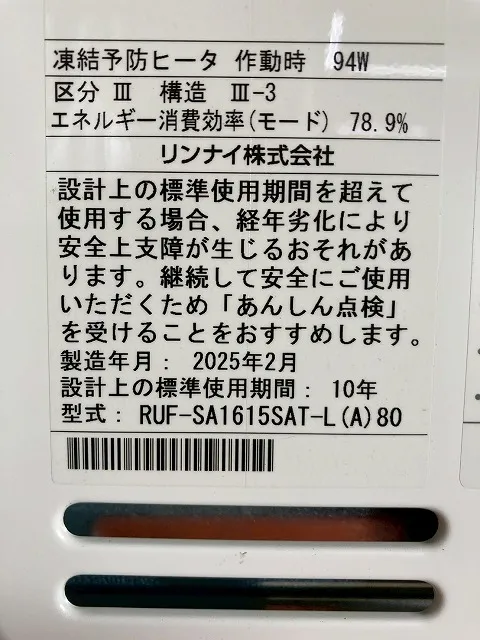 凍結予防ヒータ 作動時 94W
区分 Ⅲ 構造 Ⅲ-3
エネルギー消費効率(モード) 78.9%
リンナイ株式会社
設計上の標準使用期間を超えて
使用する場合、経年劣化により
安全上支障が生じるおそれがあ
ります。継続して安全にご使用
いただくため「あんしん点検」
を受けることをおすすめします。
製造年月: 2025年2月
設計上の標準使用期間: 10年
型式: RUF-SA1615SAT-L(A)80